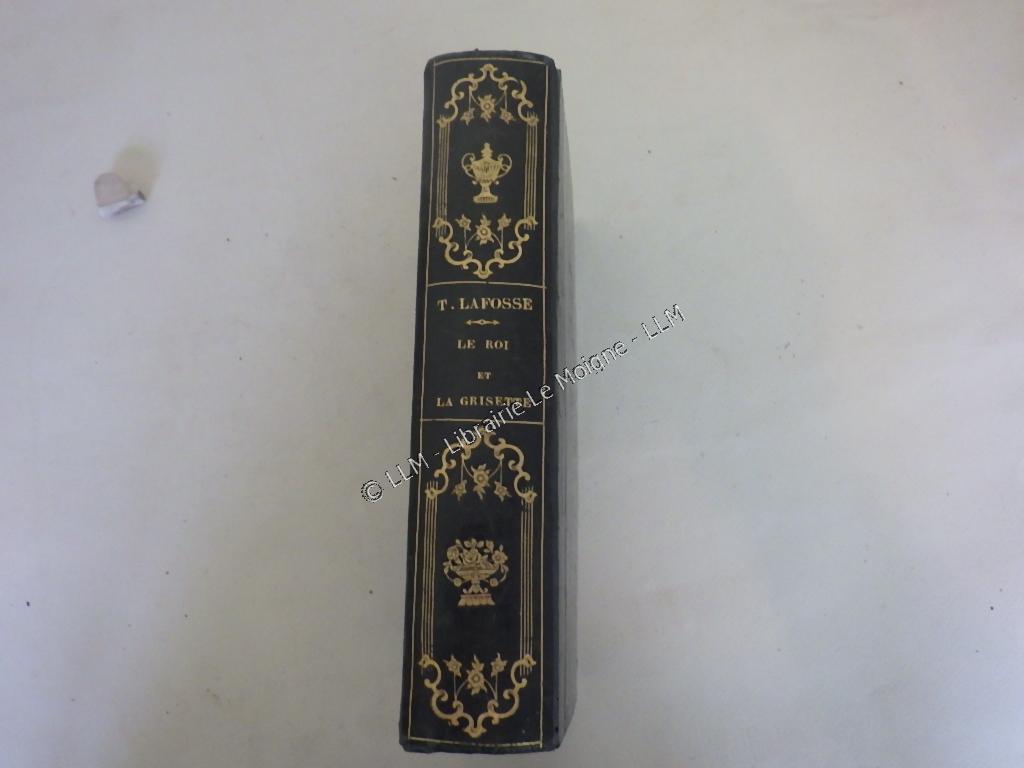 T. LAFOSSE
LE ROI
ET
LA GRISETTE
© LLM - Librairie Le Moigne - LLM